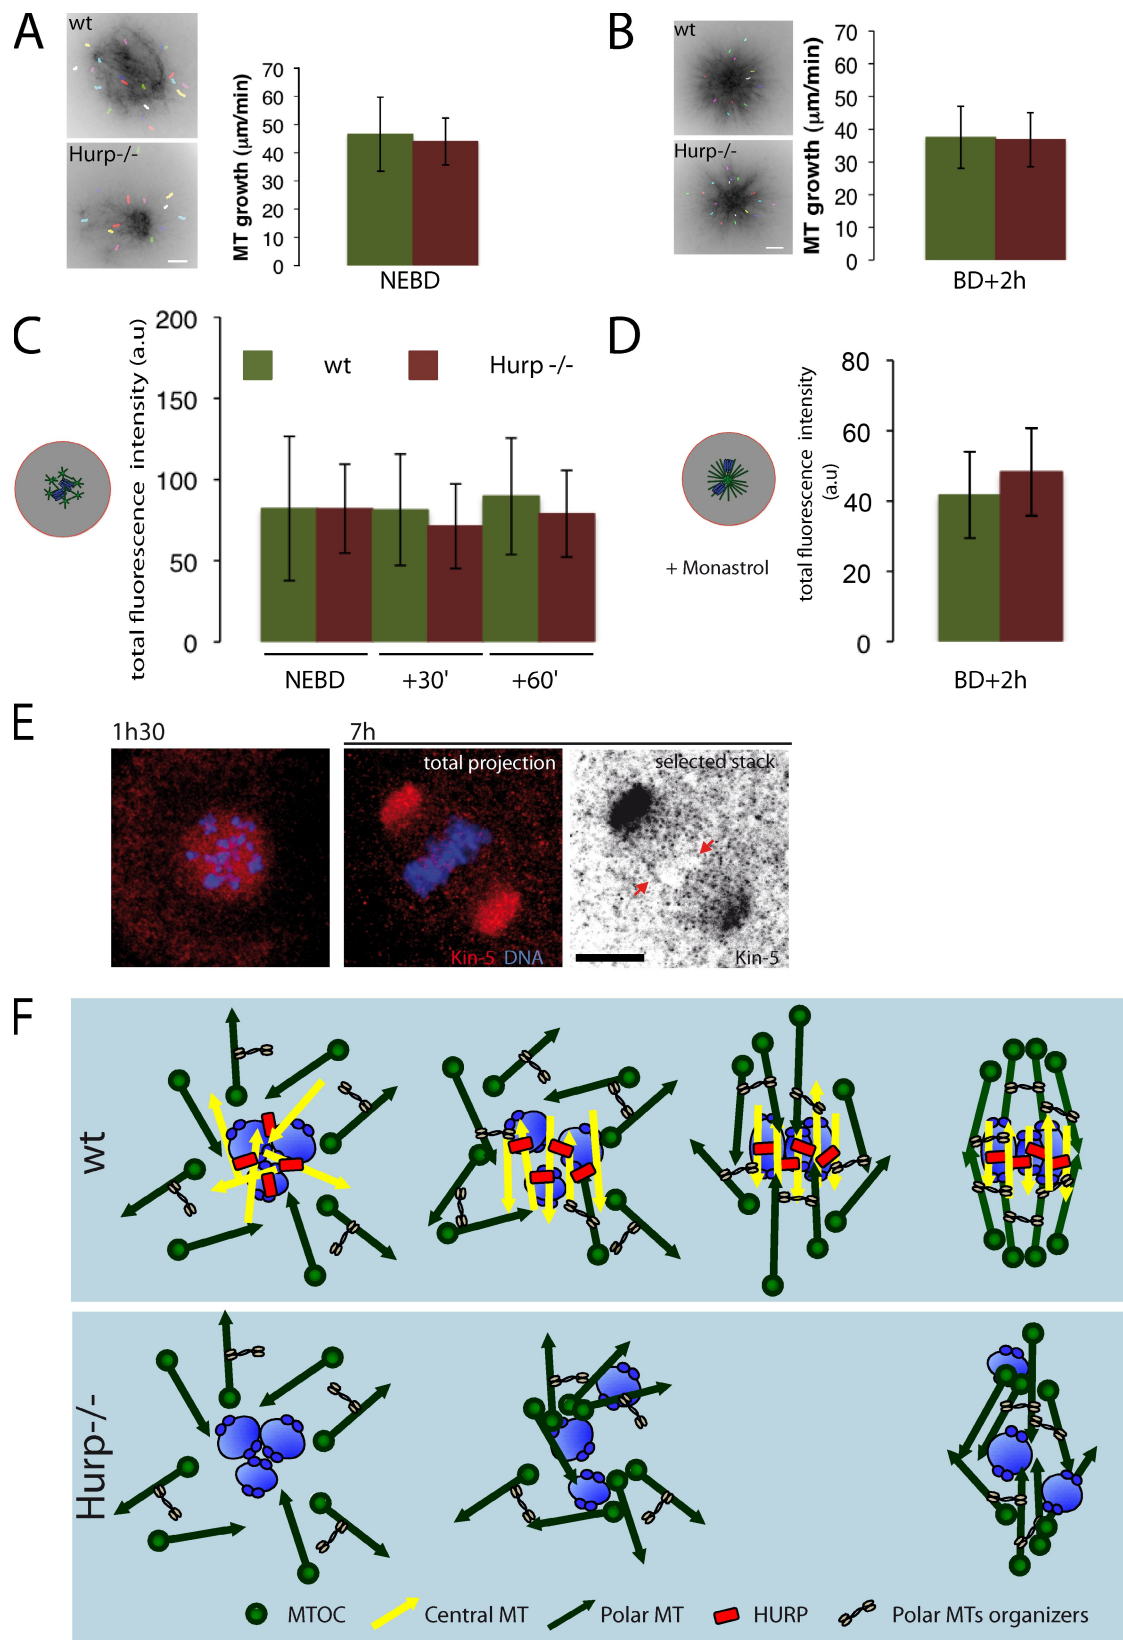 A
wt
Hurp-/-
MT growth (μm/min)
70
60
50
40
30
20
10
0
NEBD
B
wt
Hurp-/-
MT growth (μm/min)
70
60
50
40
30
20
10
0
BD+2h
C
total fluorescence intensity (a.u)
200
150
100
50
0
wt
Hurp -/-
NEBD
+30'
+60'
D
+ Monastrol
total fluorescence intensity
(a.u)
80
60
40
20
0
BD+2h
E
1h30
7h
total projection
selected stack
Kin-5 DNA
Kin-5
F
wt
Hurp-/-
MTOC
Central MT
Polar MT
HURP
Polar MTs organizers